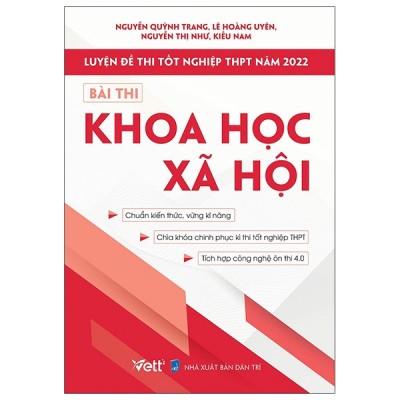 NGUYỄN QUỲNH TRANG, LÊ HOÀNG UYÊN,
NGUYỄN THỊ NHƯ, KIỀU NAM
LUYỆN ĐỀ THI TỐT NGHIỆP THPT NĂM 2022
BÀI THI
KHOA HỌC
XÃ HỘI
Chuẩn kiến thức, vững kĩ năng
Chìa khóa chinh phục kì thi tốt nghiệp THPT
Tích hợp công nghệ ôn thi 4.0
Vett
NHÀ XUẤT BẢN DÂN TRÍ